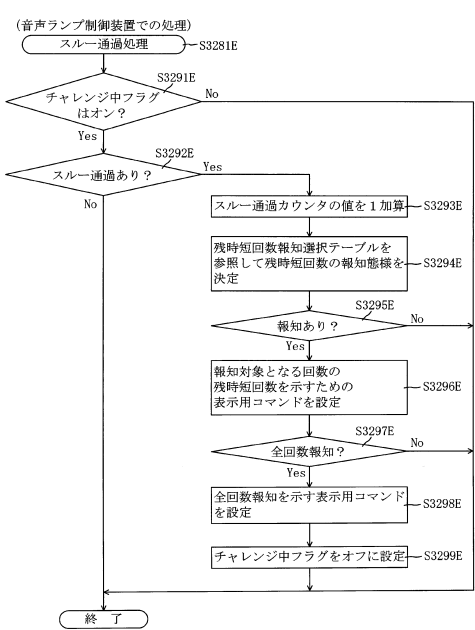 (音声ランプ制御装置での処理)
スルー通過処理
S3281E
S3291E
チャレンジ中フラグ
はオン？
No
Yes
S3292E
スルー通過あり？
Yes
No
スルー通過カウンタの値を１加算
S3293E
残時短回数報知選択テーブルを
参照して残時短回数の報知態様を
決定
S3294E
S3295E
報知あり？
No
Yes
報知対象となる回数の
残時短回数を示すための
表示用コマンドを設定
S3296E
S3297E
全回数報知？
No
Yes
全回数報知を示す表示用コマンド
を設定
S3298E
チャレンジ中フラグをオフに設定
S3299E
終 了